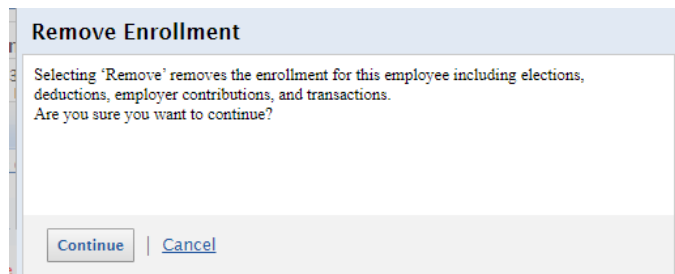 Remove Enrollment
Selecting ‘Remove’ removes the enrollment for this employee including elections,
deductions, employer contributions, and transactions.
Are you sure you want to continue?
Continue | Cancel